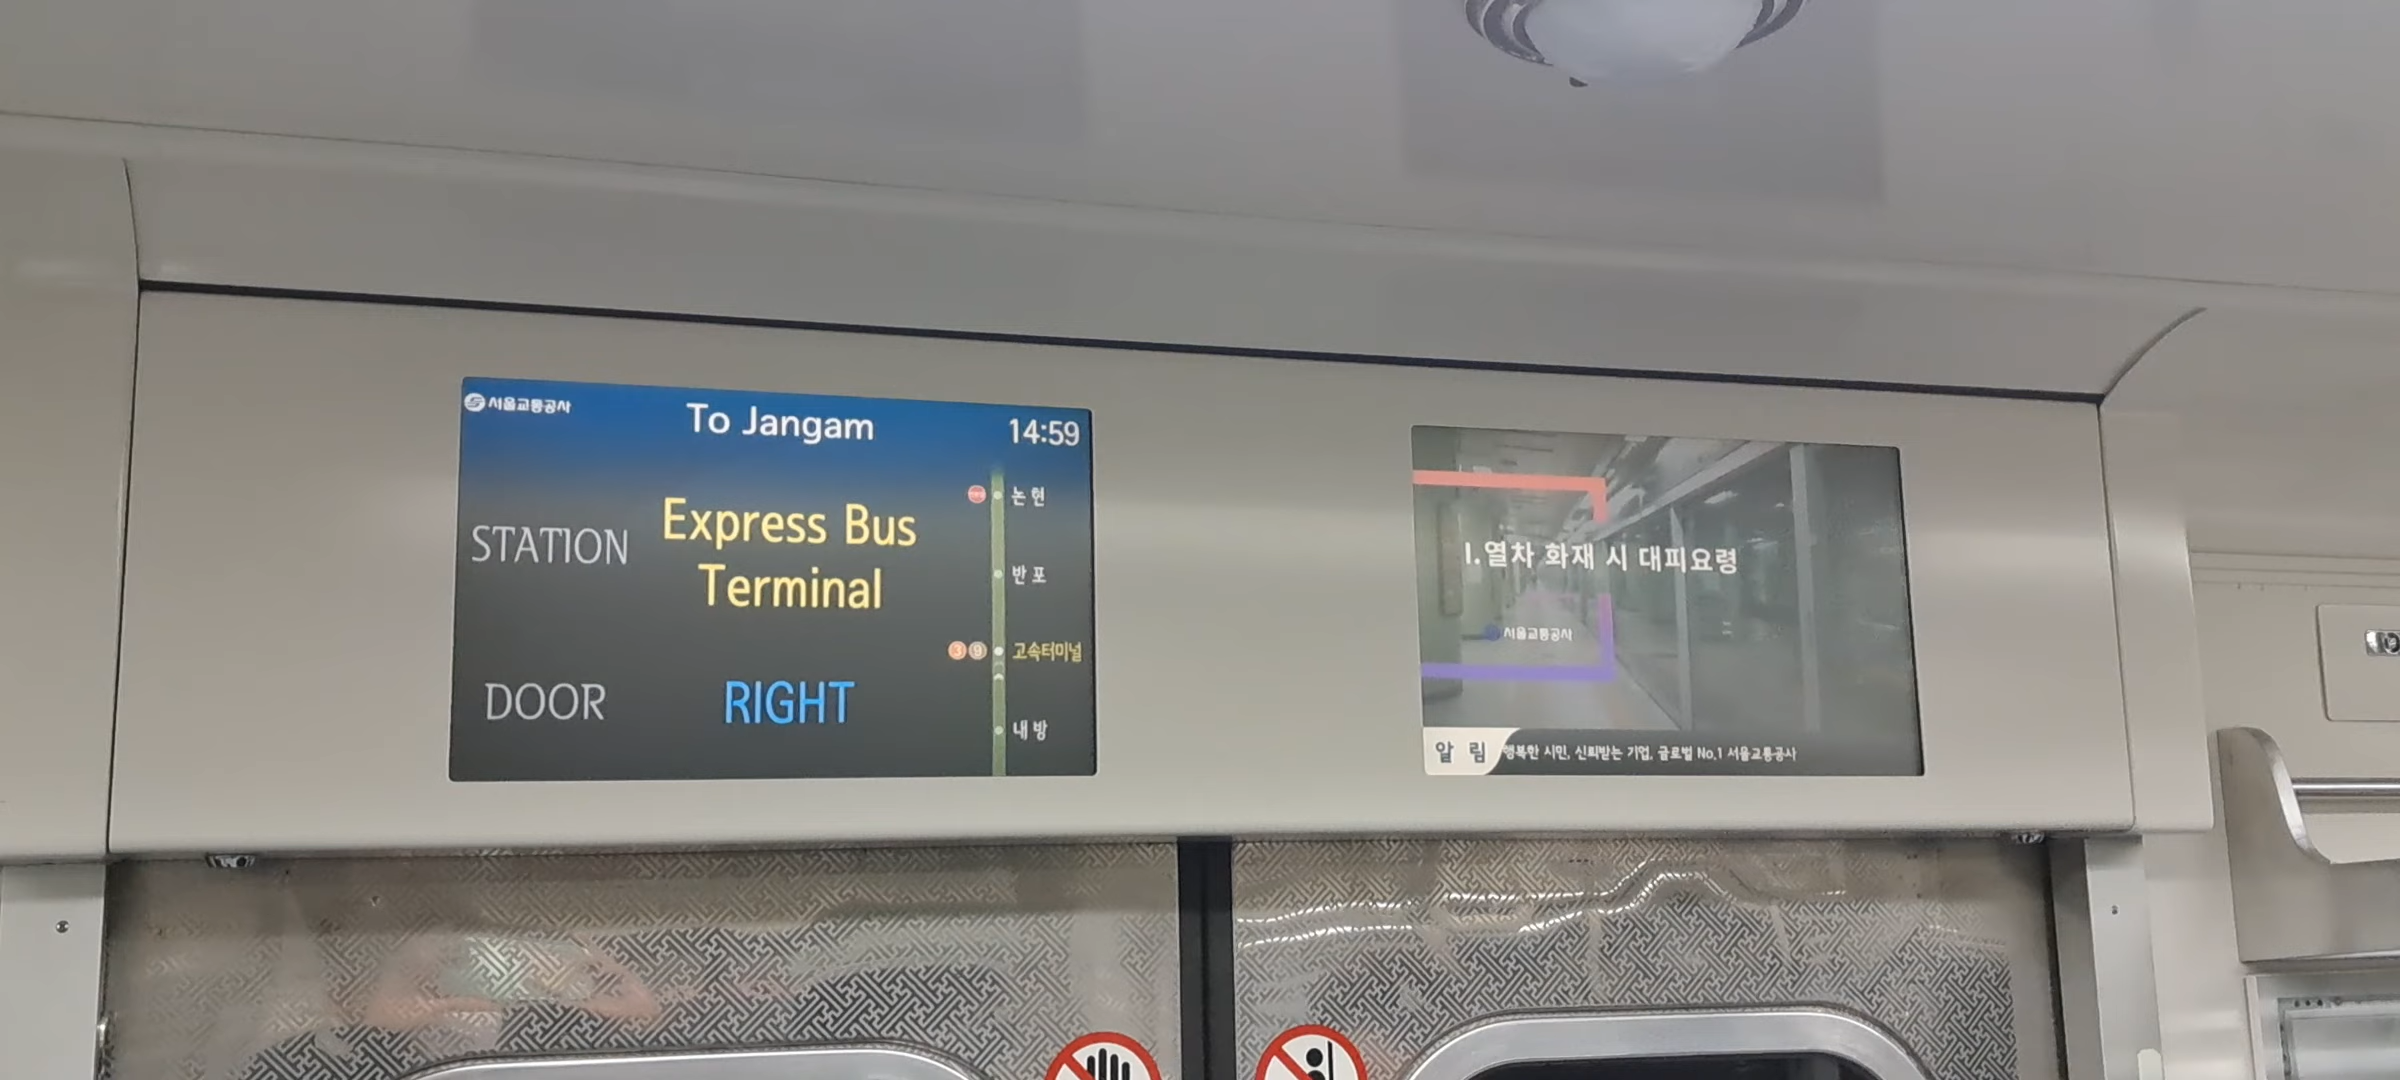 서울교통공사
To Jangam
14:59
STATION
Express Bus
Terminal
DOOR
RIGHT
논현
반포
3 9 고속터미널
내방
1.열차 화재 시 대피요령
서울교통공사
알 림
행복한 시민, 신뢰받는 기업, 글로벌 No.1 서울교통공사